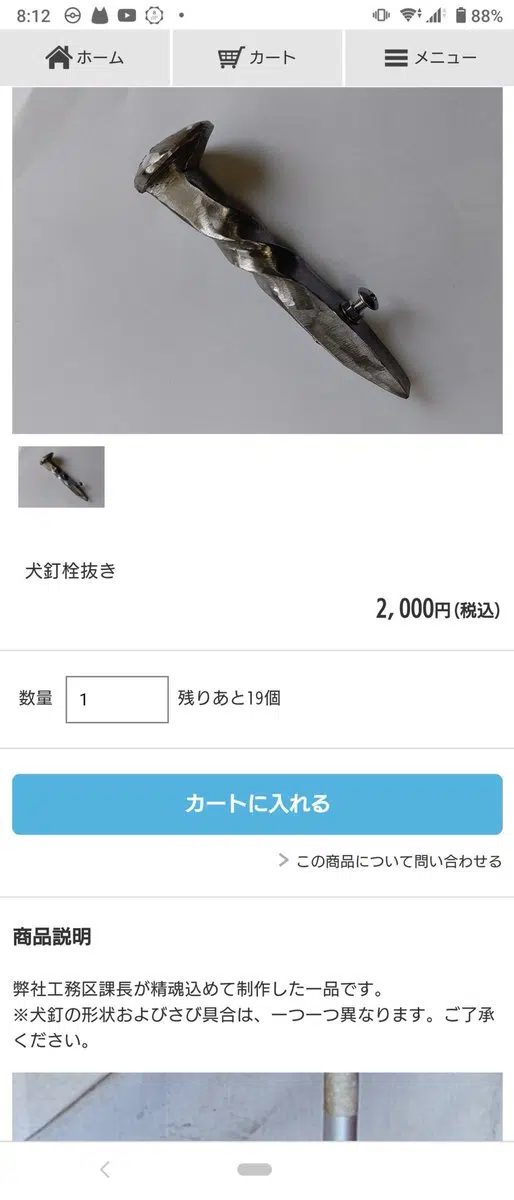 8:12
88%
ホーム
カート
メニュー
犬釘栓抜き
2,000円(税込)
数量
1
残りあと19個
カートに入れる
この商品について問い合わせる
商品説明
弊社工務区課長が精魂込めて制作した一品です。
※犬釘の形状およびさび具合は、一つ一つ異なります。ご了承
ください。